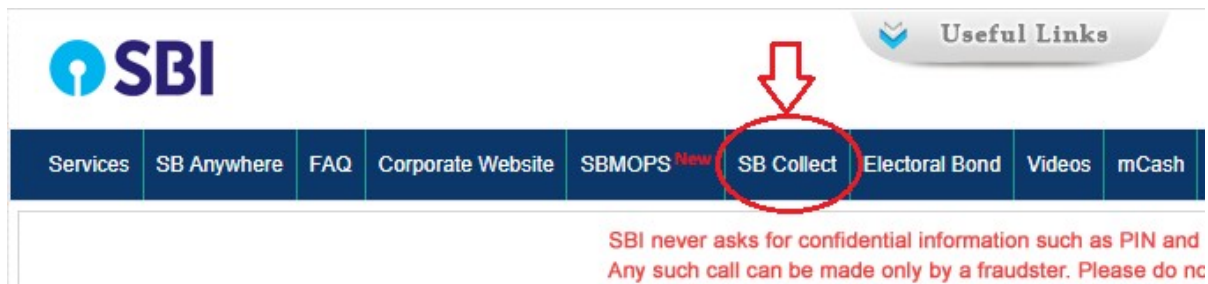 Useful Links
SBI
Services SB Anywhere FAQ Corporate Website SBMOPS New SB Collect Electoral Bond Videos mCash
SBI never asks for confidential information such as PIN and
Any such call can be made only by a fraudster. Please do no